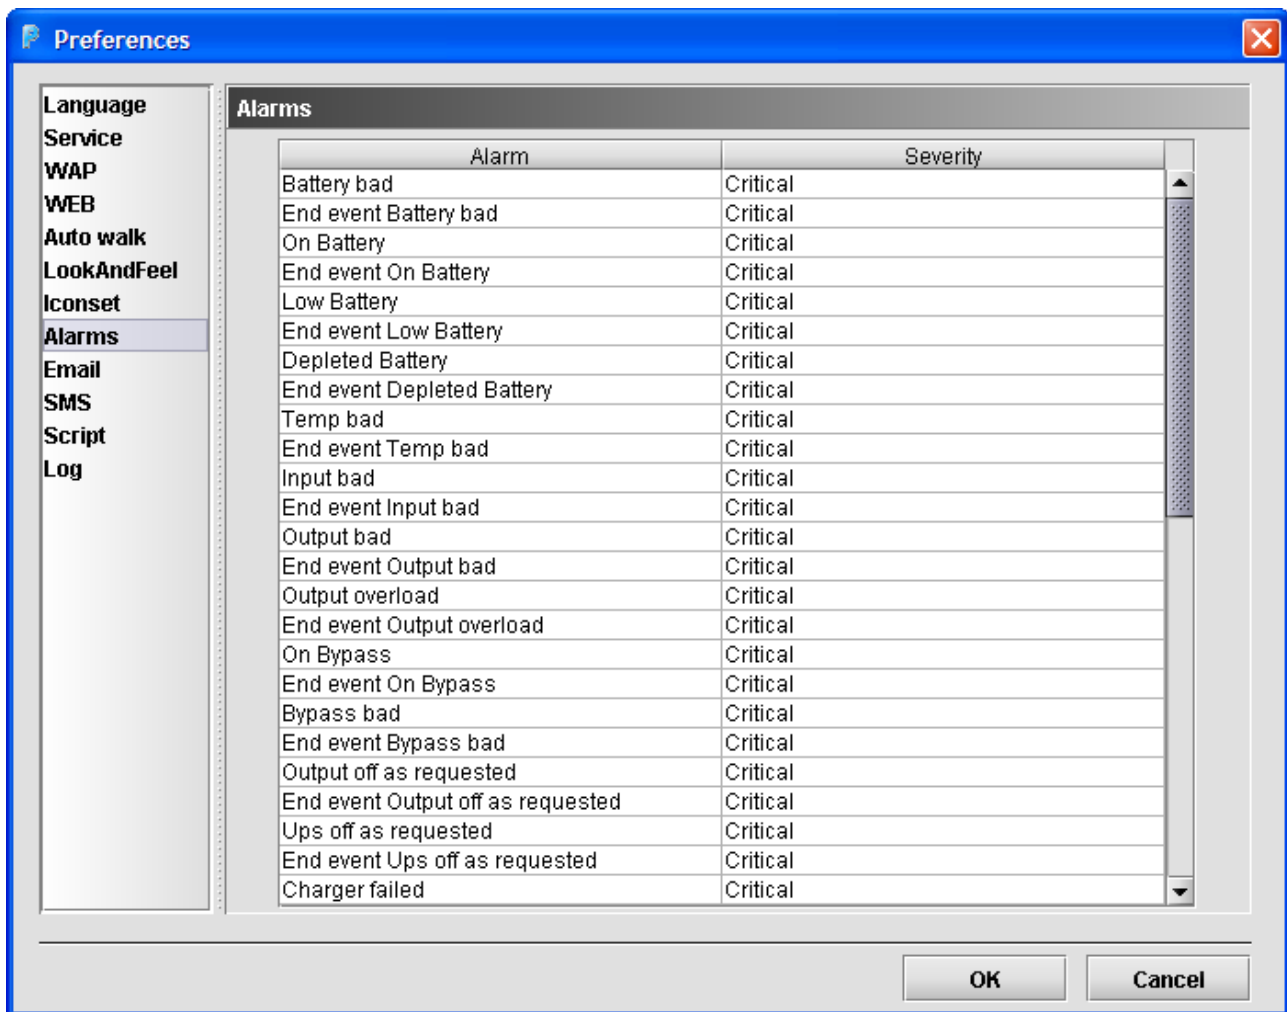 Preferences
Language
Service
WAP
WEB
Auto walk
LookAndFeel
Iconset
Alarms
Email
SMS
Script
Log
Alarms
Alarm Severity
Battery bad Critical
End event Battery bad Critical
On Battery Critical
End event On Battery Critical
Low Battery Critical
End event Low Battery Critical
Depleted Battery Critical
End event Depleted Battery Critical
Temp bad Critical
End event Temp bad Critical
Input bad Critical
End event Input bad Critical
Output bad Critical
End event Output bad Critical
Output overload Critical
End event Output overload Critical
On Bypass Critical
End event On Bypass Critical
Bypass bad Critical
End event Bypass bad Critical
Output off as requested Critical
End event Output off as requested Critical
Ups off as requested Critical
End event Ups off as requested Critical
Charger failed Critical
OK Cancel